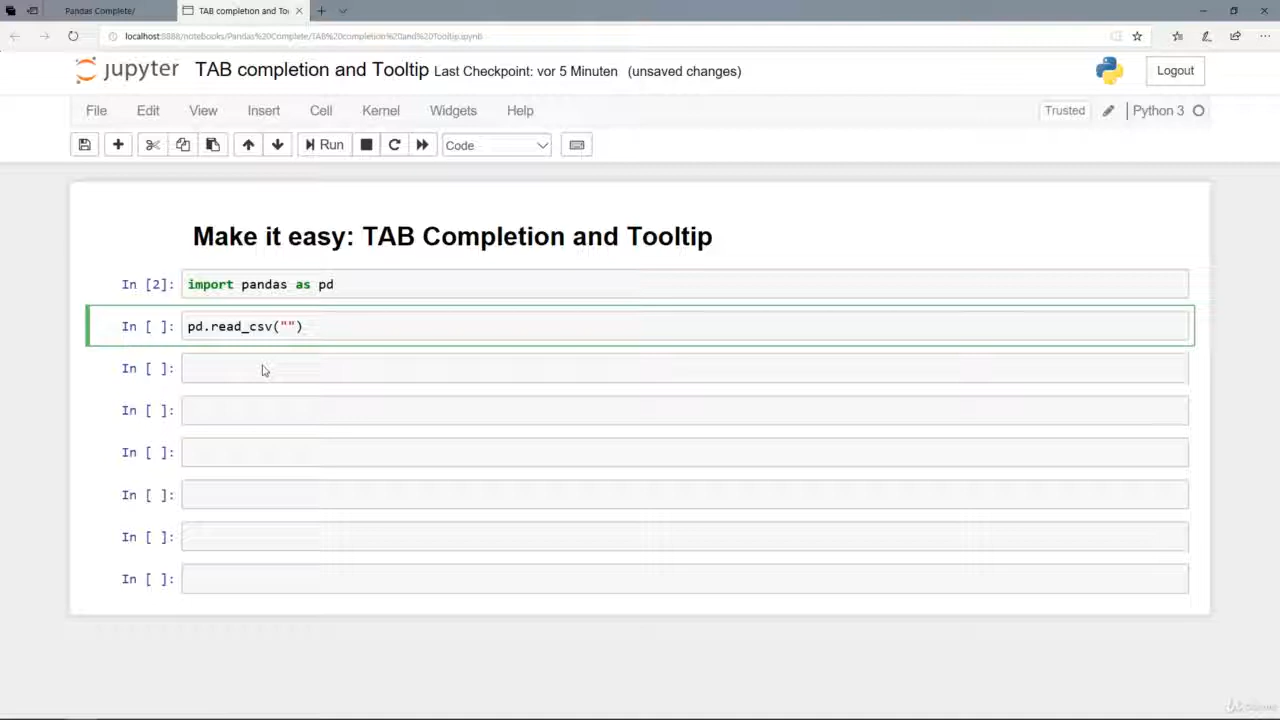 Pandas Complete/
TAB completion and Too
localhost:8888/notebooks/Pandas%20Complete/TAB%20completion%20and%20Tooltip.ipynb
jupyter TAB completion and Tooltip Last Checkpoint: vor 5 Minuten (unsaved changes)
Logout
File Edit View Insert Cell Kernel Widgets Help
Trusted Python 3
Run Code
Make it easy: TAB Completion and Tooltip
In [2]: import pandas as pd
In [ ]: pd.read_csv("")
In [ ]:
In [ ]:
In [ ]:
In [ ]:
In [ ]:
In [ ]: